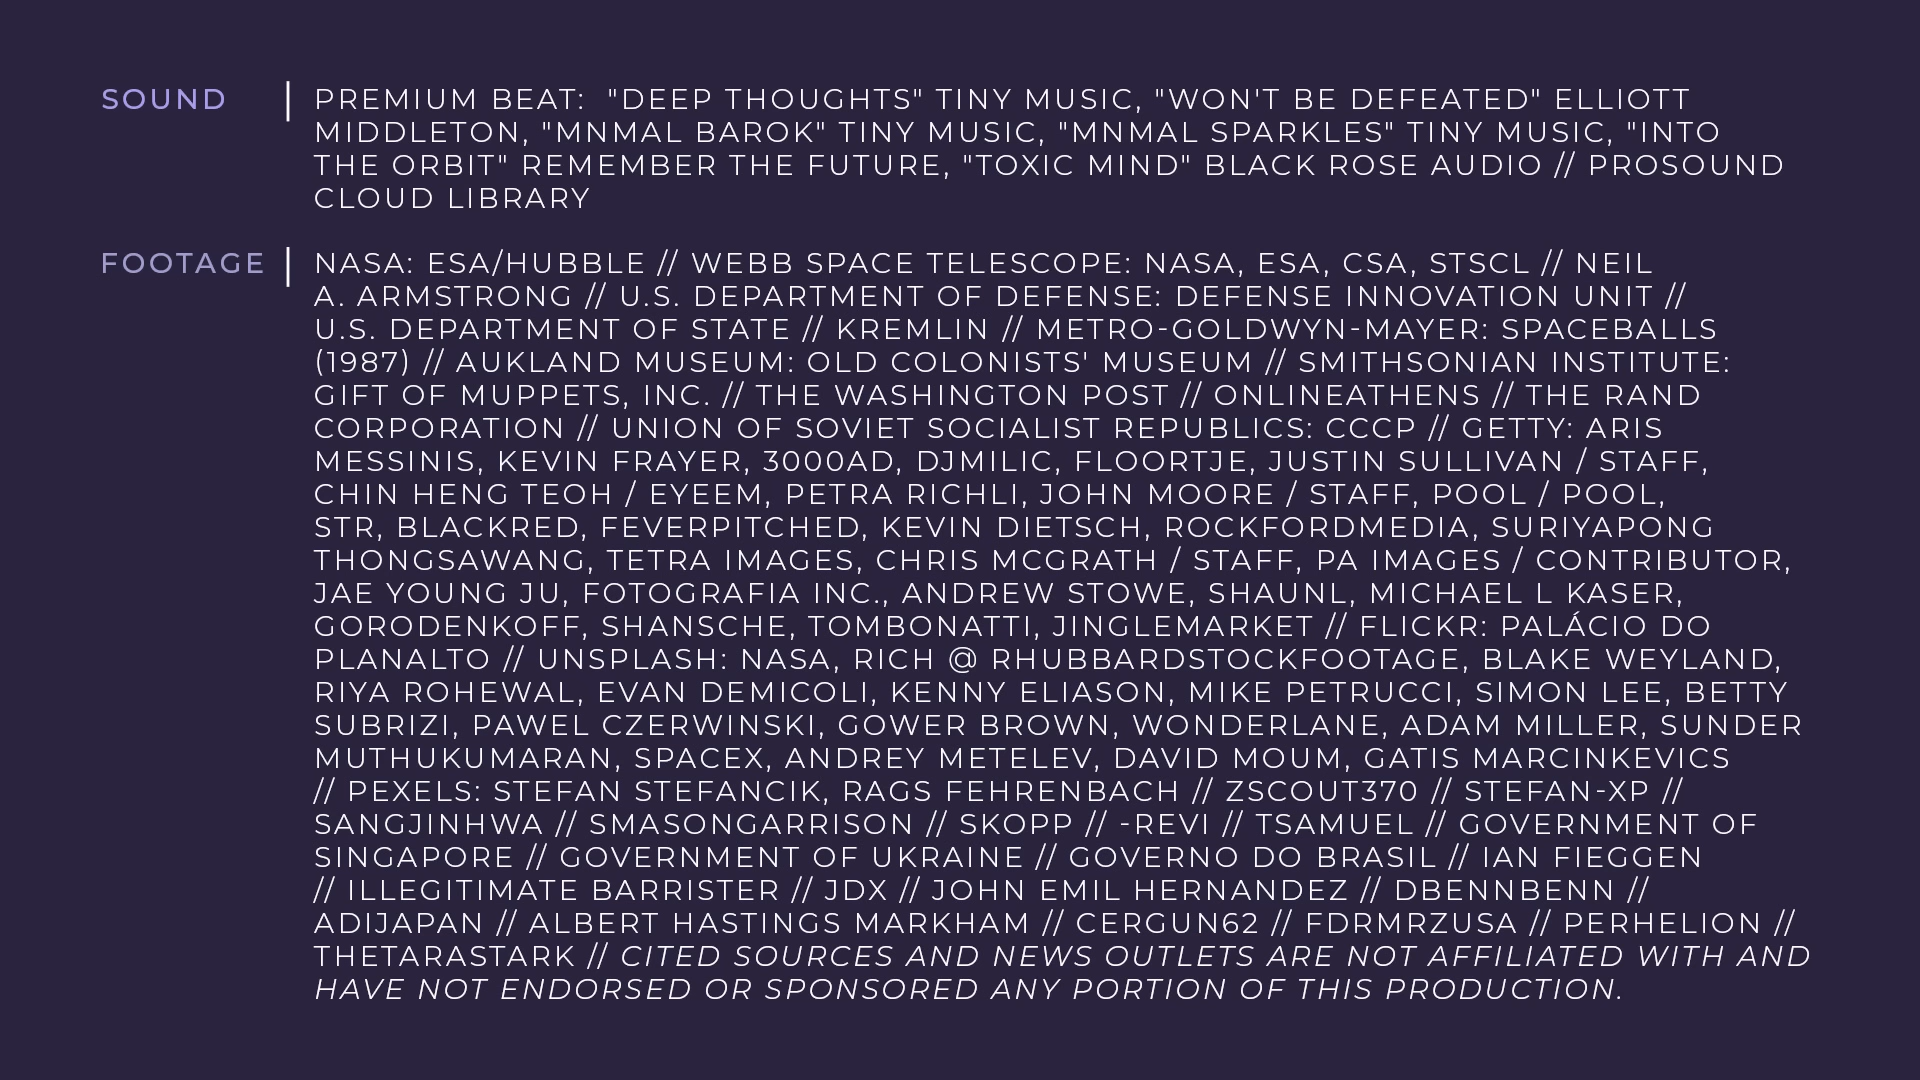 SOUND | PREMIUM BEAT: "DEEP THOUGHTS" TINY MUSIC, "WON'T BE DEFEATED" ELLIOTT
MIDDLETON, "MNMAL BAROK" TINY MUSIC, "MNMAL SPARKLES" TINY MUSIC, "INTO
THE ORBIT" REMEMBER THE FUTURE, "TOXIC MIND" BLACK ROSE AUDIO // PROSOUND
CLOUD LIBRARY
FOOTAGE | NASA: ESA/HUBBLE // WEBB SPACE TELESCOPE: NASA, ESA, CSA, STSCL // NEIL
A. ARMSTRONG // U.S. DEPARTMENT OF DEFENSE: DEFENSE INNOVATION UNIT //
U.S. DEPARTMENT OF STATE // KREMLIN // METRO-GOLDWYN-MAYER: SPACEBALLS
(1987) // AUKLAND MUSEUM: OLD COLONISTS' MUSEUM // SMITHSONIAN INSTITUTE:
GIFT OF MUPPETS, INC. // THE WASHINGTON POST // ONLINEATHENS // THE RAND
CORPORATION // UNION OF SOVIET SOCIALIST REPUBLICS: CCCP // GETTY: ARIS
MESSINIS, KEVIN FRAYER, 3000AD, DJMILIC, FLOORTJE, JUSTIN SULLIVAN / STAFF,
CHIN HENG TEOH / EYEEM, PETRA RICHLI, JOHN MOORE / STAFF, POOL / POOL,
STR, BLACKRED, FEVERPITCHED, KEVIN DIETSCH, ROCKFORDMEDIA, SURIYAPONG
THONGSAWANG, TETRA IMAGES, CHRIS MCGRATH / STAFF, PA IMAGES / CONTRIBUTOR,
JAE YOUNG JU, FOTOGRAFIA INC., ANDREW STOWE, SHAUNL, MICHAEL L KASER,
GORODENKOFF, SHANSCHE, TOMBONATTI, JINGLEMARKET // FLICKR: PALÁCIO DO
PLANALTO // UNSPLASH: NASA, RICH @ RHUBBARDSTOCKFOOTAGE, BLAKE WEYLAND,
RIYA ROHEWAL, EVAN DEMICOLI, KENNY ELIASON, MIKE PETRUCCI, SIMON LEE, BETTY
SUBRIZI, PAWEL CZERWINSKI, GOWER BROWN, WONDERLANE, ADAM MILLER, SUNDER
MUTHUKUMARAN, SPACEX, ANDREY METELEV, DAVID MOUM, GATIS MARCINKEVICS
// PEXELS: STEFAN STEFANCIK, RAGS FEHRENBACH // ZSCOUT370 // STEFAN-XP //
SANGJINHWA // SMASONGARRISON // SKOPP // -REVI // TSAMUEL // GOVERNMENT OF
SINGAPORE // GOVERNMENT OF UKRAINE // GOVERNO DO BRASIL // IAN FIEGGEN
// ILLEGITIMATE BARRISTER // JDX // JOHN EMIL HERNANDEZ // DBENNBENN //
ADIJAPAN // ALBERT HASTINGS MARKHAM // CERGUN62 // FDRMRZUSA // PERHELION //
THETARASTARK // CITED SOURCES AND NEWS OUTLETS ARE NOT AFFILIATED WITH AND
HAVE NOT ENDORSED OR SPONSORED ANY PORTION OF THIS PRODUCTION.